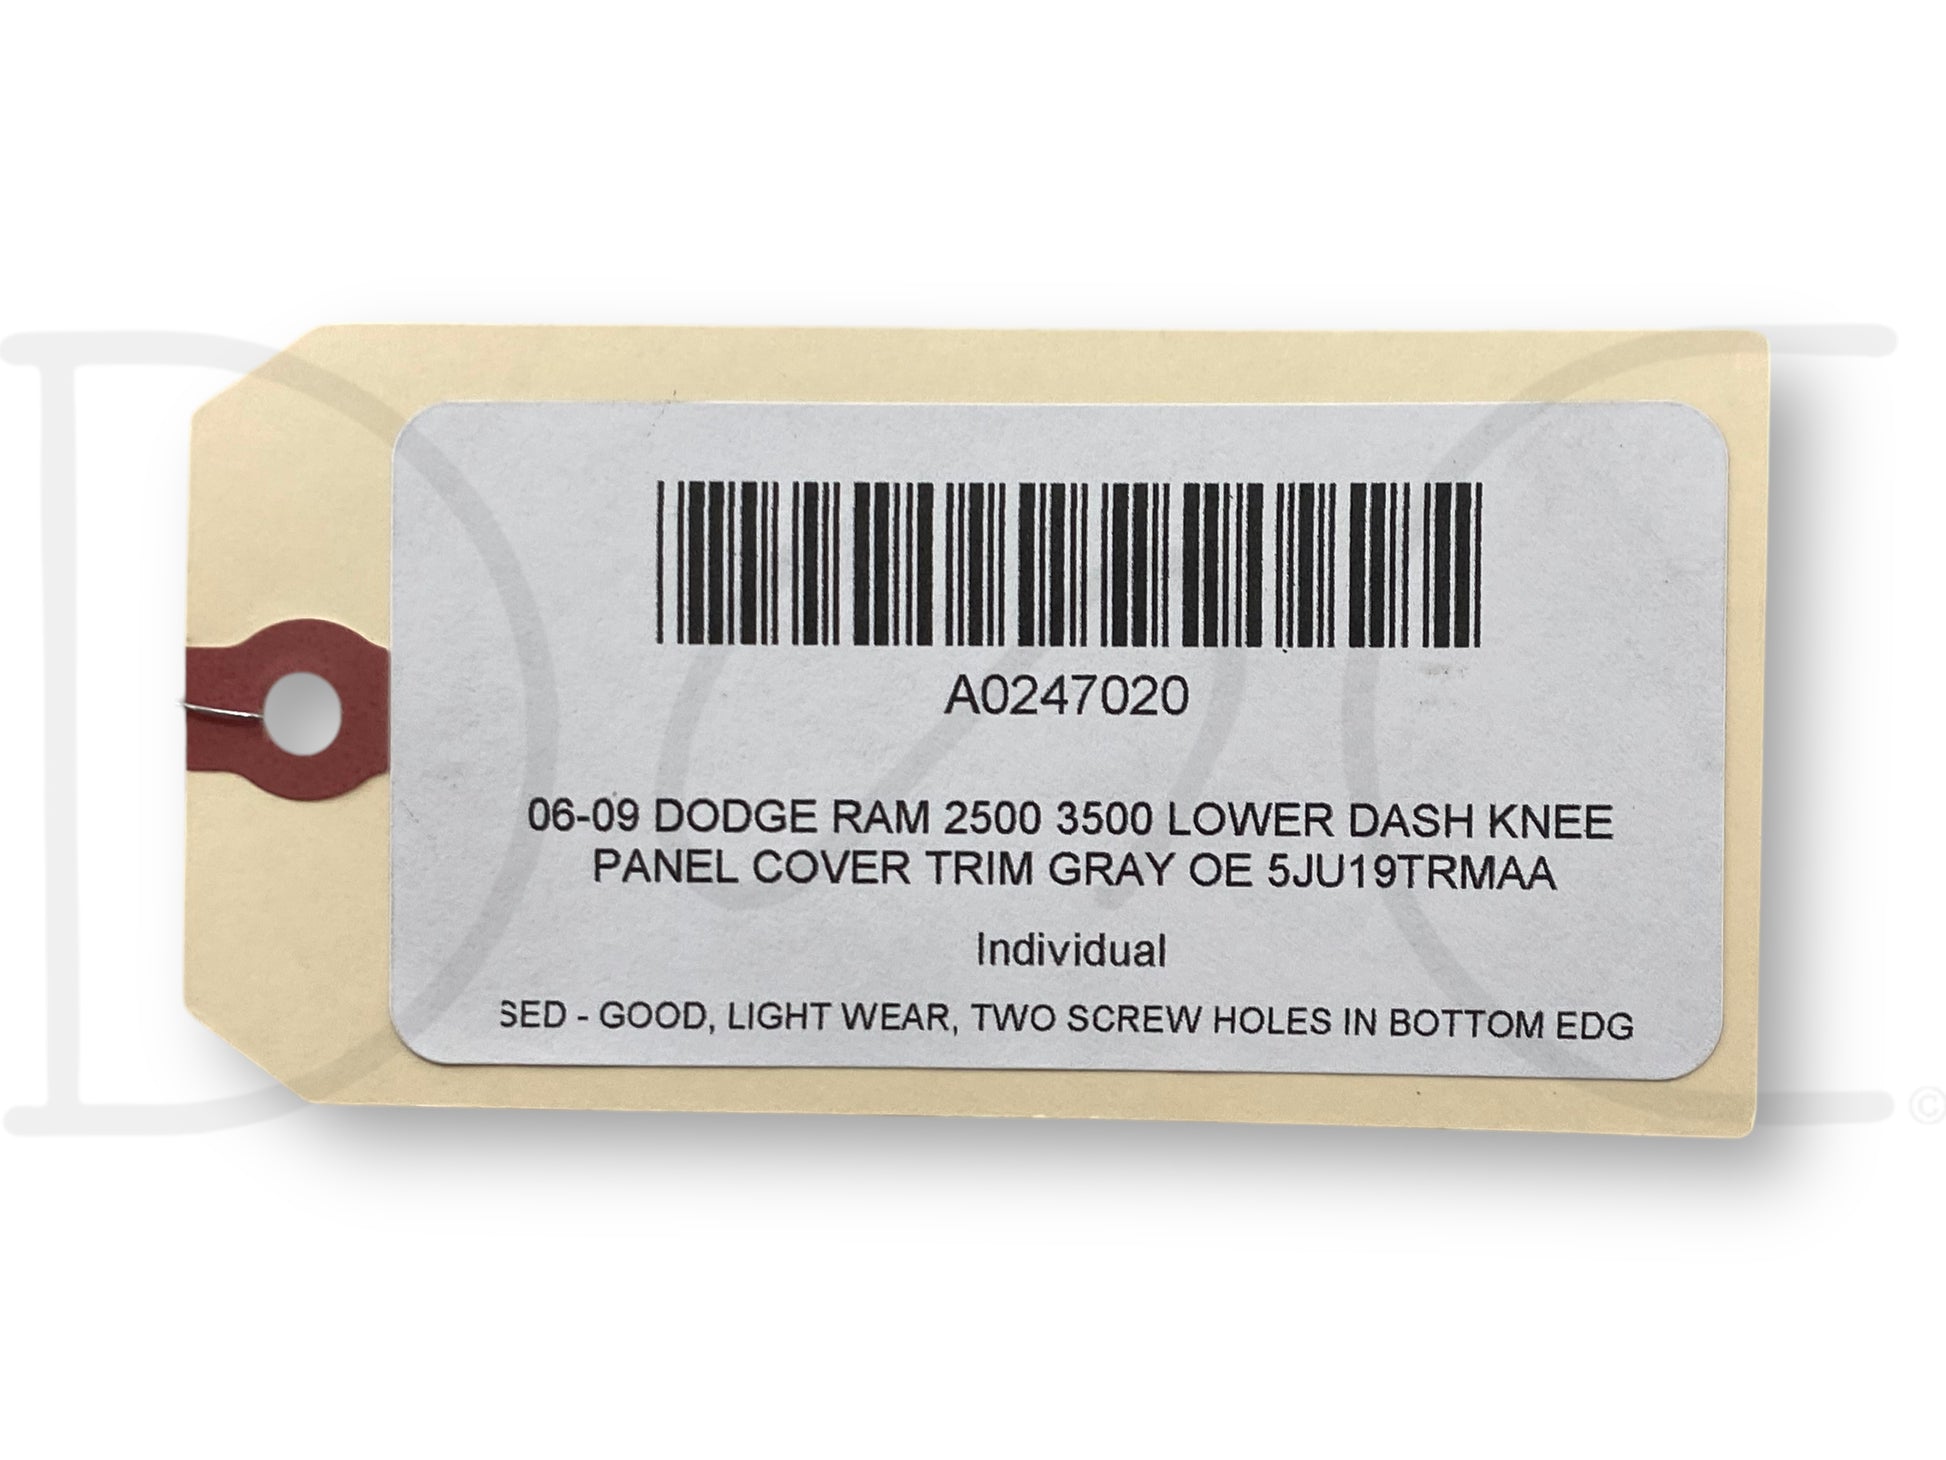 A0247020
06-09 DODGE RAM 2500 3500 LOWER DASH KNEE
PANEL COVER TRIM GRAY OE 5JU19TRMAA
Individual
SED - GOOD, LIGHT WEAR, TWO SCREW HOLES IN BOTTOM EDG
©